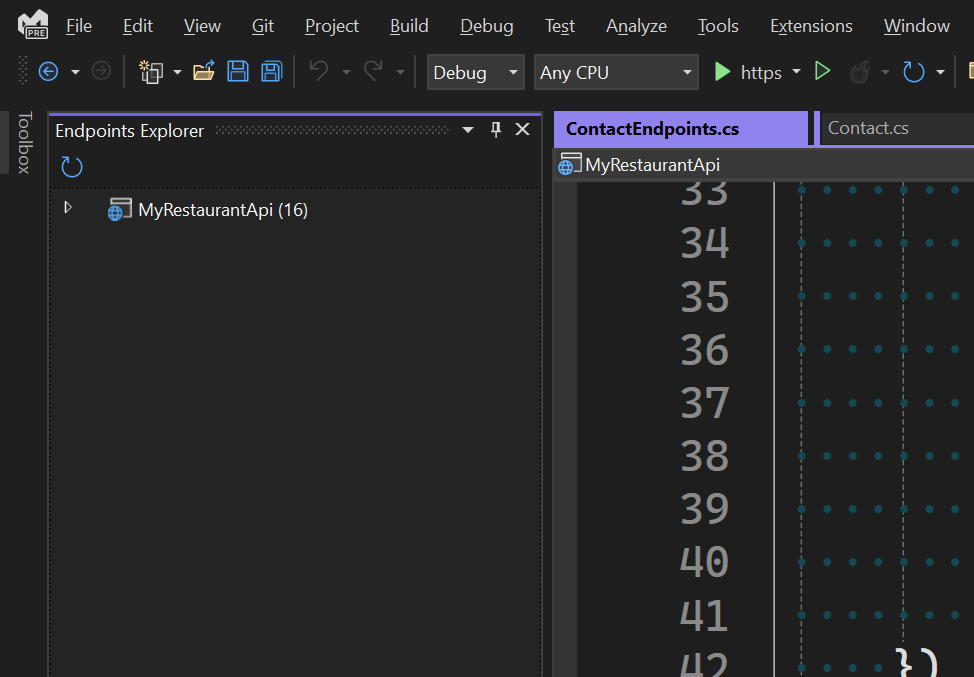 PRE File Edit View Git Project Build Debug Test Analyze Tools Extensions Window
Debug Any CPU https
Toolbox
Endpoints Explorer
MyRestaurantApi (16)
ContactEndpoints.cs Contact.cs
MyRestaurantApi
33
34
35
36
37
38
39
40
41
42 })